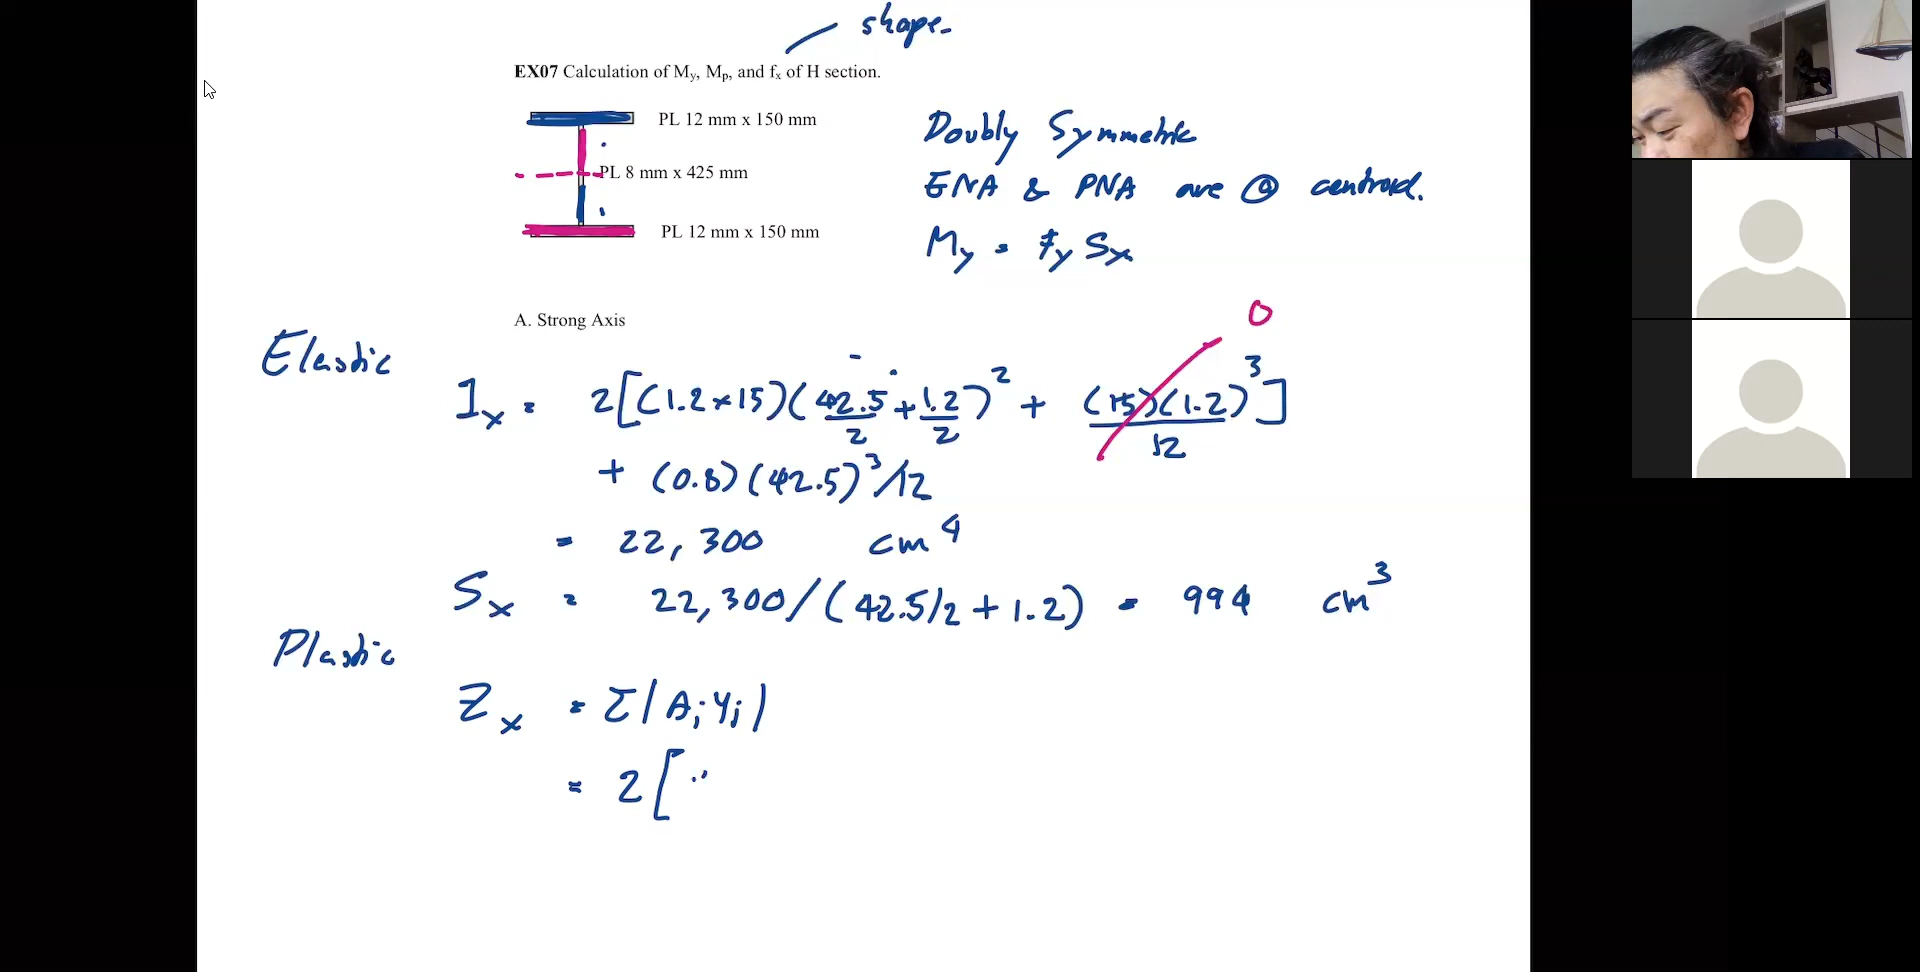 shape.
EX07 Calculation of My, Mp, and fx of H section.
PL 12 mm x 150 mm
PL 8 mm x 425 mm
PL 12 mm x 150 mm
Doubly Symmetric
ENA & PNA are @ centroid.
My = Fy Sx
A. Strong Axis
Elastic
0
Ix = 2[(1.2×15)(42.5/2 + 1.2/2)² + (15)(1.2)³/12]
+ (0.8)(42.5)³/12
= 22,300 cm⁴
Sx = 22,300/(42.5/2 + 1.2) = 994 cm³
Plastic
Zx = Σ|Ai yi|
= 2[